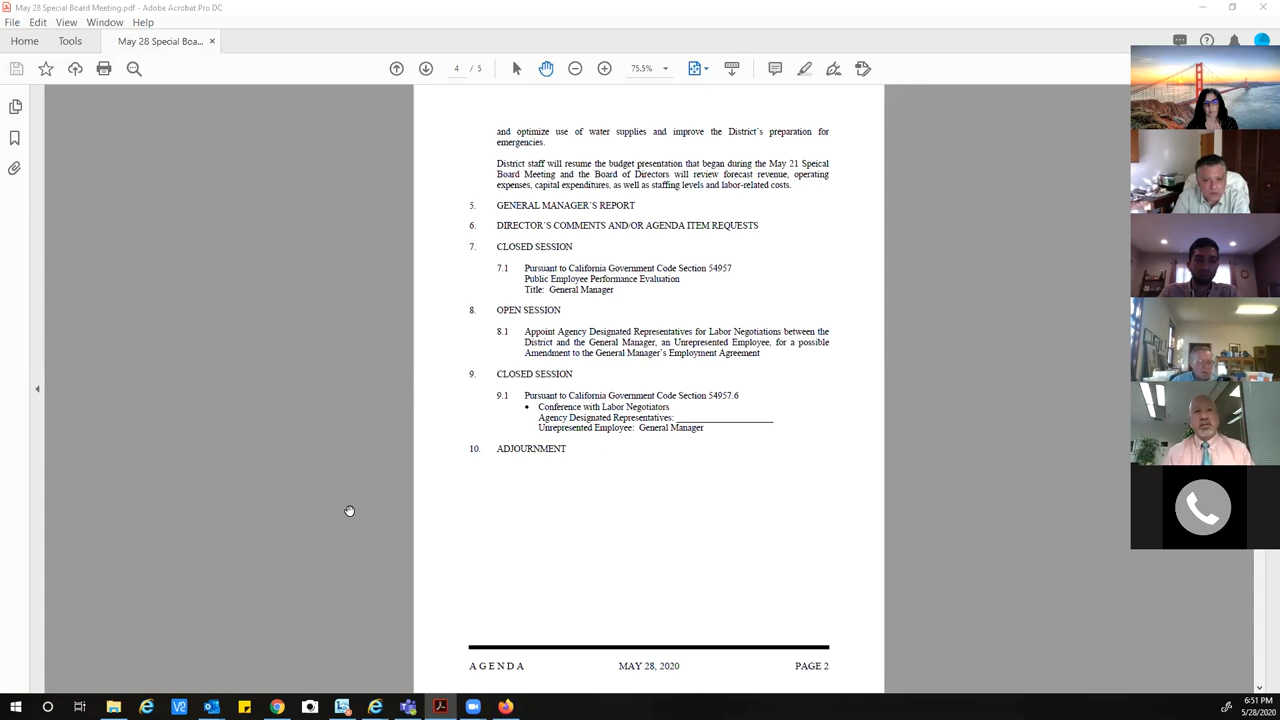 May 28 Special Board Meeting.pdf - Adobe Acrobat Pro DC
File Edit View Window Help
Home Tools May 28 Special Boa... ×
4 / 5 75.5%
and optimize use of water supplies and improve the District's preparation for
emergencies.
District staff will resume the budget presentation that began during the May 21 Speical
Board Meeting and the Board of Directors will review forecast revenue, operating
expenses, capital expenditures, as well as staffing levels and labor-related costs.
5. GENERAL MANAGER'S REPORT
6. DIRECTOR'S COMMENTS AND/OR AGENDA ITEM REQUESTS
7. CLOSED SESSION
7.1 Pursuant to California Government Code Section 54957
Public Employee Performance Evaluation
Title: General Manager
8. OPEN SESSION
8.1 Appoint Agency Designated Representatives for Labor Negotiations between the
District and the General Manager, an Unrepresented Employee, for a possible
Amendment to the General Manager's Employment Agreement
9. CLOSED SESSION
9.1 Pursuant to California Government Code Section 54957.6
• Conference with Labor Negotiators
Agency Designated Representatives: ____________________
Unrepresented Employee: General Manager
10. ADJOURNMENT
AGENDA MAY 28, 2020 PAGE 2
6:51 PM
5/28/2020